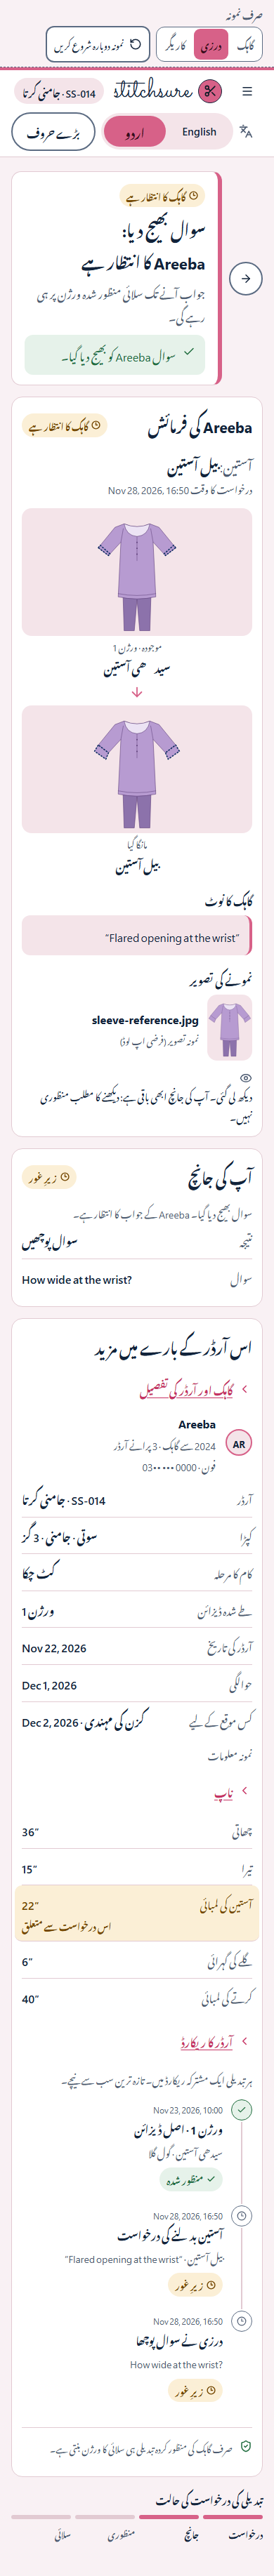 صرف نمونہ
گاہک
درزی
کاریگر
نمونہ دوبارہ شروع کریں
stitchsure
SS-014 · جامنی کرتا
English
اردو
بڑے حروف
گاہک کا انتظار ہے
سوال بھیج دیا:
Areeba کا انتظار ہے
جواب آنے تک سلائی منظور شدہ ورژن پر ہی
رہے گی۔
سوال Areeba کو بھیج دیا گیا۔
Areeba کی فرمائش
گاہک کا انتظار ہے
آستین: بیل آستین
درخواست کا وقت Nov 28, 2026, 16:50
موجودہ · ورژن 1
سیدھی آستین
مانگا گیا
بیل آستین
گاہک کا نوٹ
"Flared opening at the wrist"
نمونے کی تصویر
sleeve-reference.jpg
نمونہ تصویر (فرضی اپ لوڈ)
دیکھ لی گئی۔ آپ کی جانچ ابھی باقی ہے: دیکھنے کا مطلب منظوری
نہیں۔
آپ کی جانچ
زیر غور
سوال بھیج دیا گیا۔ Areeba کے جواب کا انتظار ہے۔
نتیجہ
سوال پوچھیں
سوال
How wide at the wrist?
اس آرڈر کے بارے میں مزید
گاہک اور آرڈر کی تفصیل
AR
Areeba
2024 سے گاہک · 3 پرانے آرڈر
فون · 0000 ••• ••03
آرڈر
SS-014 · جامنی کرتا
کپڑا
سوتی · جامنی · 3 گز
کام کا مرحلہ
کٹ چکا
طے شدہ ڈیزائن
ورژن 1
آرڈر کی تاریخ
Nov 22, 2026
حوالگی
Dec 1, 2026
کس موقع کے لیے
کزن کی مہندی · Dec 2, 2026
نمونہ معلومات
ناپ
چھاتی
36″
تیرا
15″
آستین کی لمبائی
22″
اس درخواست سے متعلق
گلے کی گہرائی
6″
کرتے کی لمبائی
40″
آرڈر کا ریکارڈ
ہر تبدیلی ایک مشترکہ ریکارڈ میں۔ تازہ ترین سب سے نیچے۔
Nov 23, 2026, 10:00
ورژن 1 · اصل ڈیزائن
سیدھی آستین · گول گلا
منظور شدہ
Nov 28, 2026, 16:50
آستین بدلنے کی درخواست
بیل آستین · "Flared opening at the wrist"
زیر غور
Nov 28, 2026, 16:50
درزی نے سوال پوچھا
How wide at the wrist?
زیر غور
صرف گاہک کی منظور کردہ تبدیلی ہی سلائی کا ورژن بنتی ہے۔
تبدیلی کی درخواست کی حالت
درخواست
جانچ
منظوری
سلائی